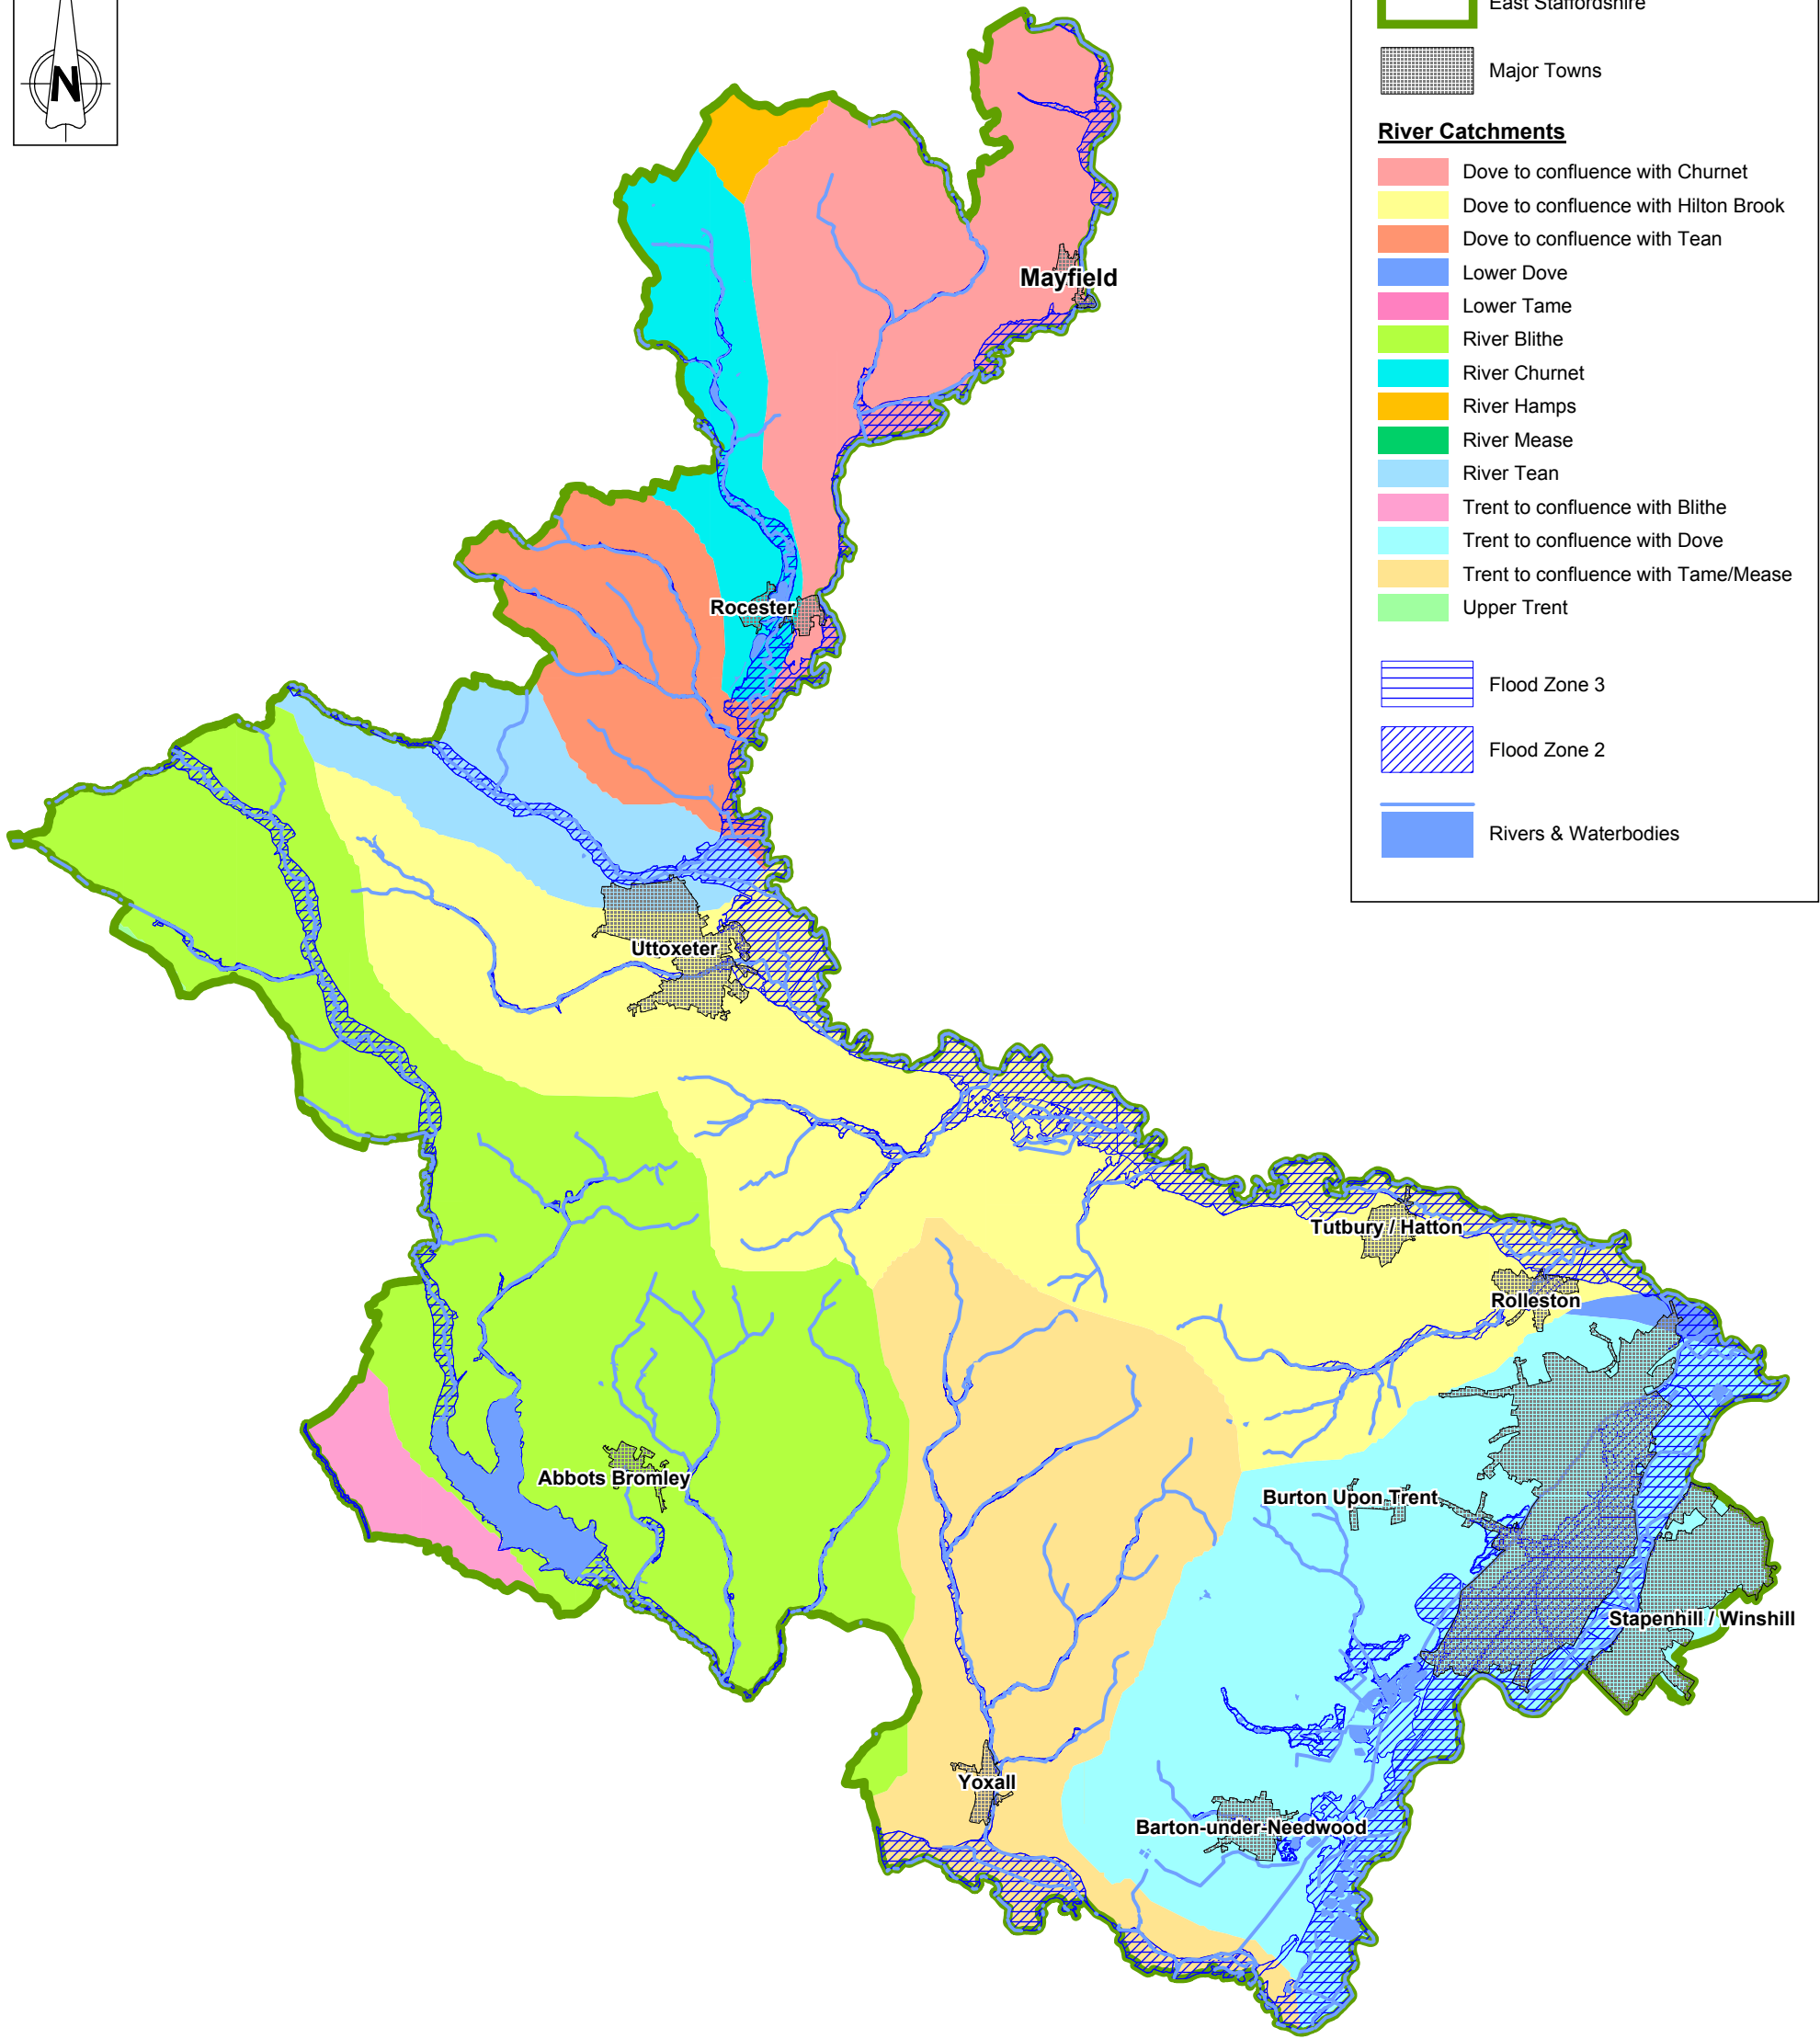 N
East Staffordshire
Major Towns
River Catchments
Dove to confluence with Churnet
Dove to confluence with Hilton Brook
Dove to confluence with Tean
Lower Dove
Lower Tame
River Blithe
River Churnet
River Hamps
River Mease
River Tean
Trent to confluence with Blithe
Trent to confluence with Dove
Trent to confluence with Tame/Mease
Upper Trent
Flood Zone 3
Flood Zone 2
Rivers & Waterbodies
Mayfield
Rocester
Uttoxeter
Tutbury / Hatton
Rolleston
Abbots Bromley
Burton Upon Trent
Stapenhill / Winshill
Yoxall
Barton-under-Needwood